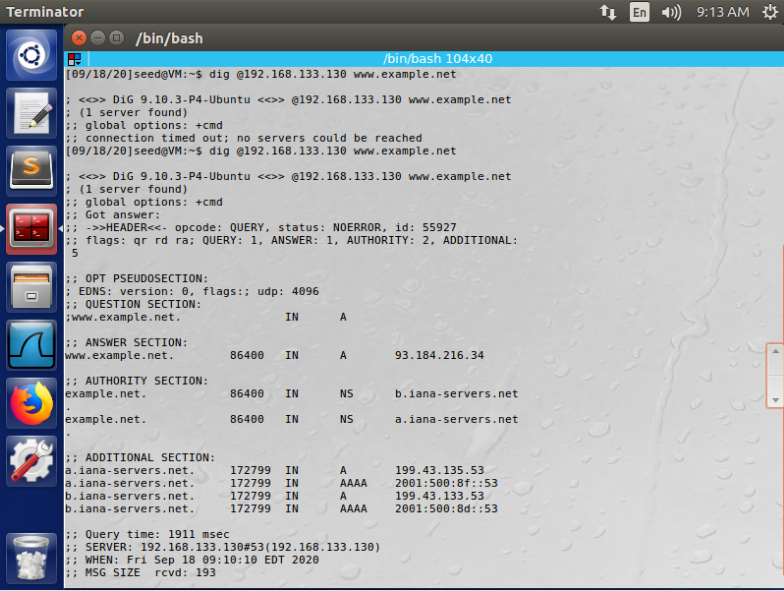 Terminator
En
9:13 AM
/bin/bash
/bin/bash 104x40
[09/18/20]seed@VM:~$ dig @192.168.133.130 www.example.net
; <<>> DiG 9.10.3-P4-Ubuntu <<>> @192.168.133.130 www.example.net
; (1 server found)
;; global options: +cmd
;; connection timed out; no servers could be reached
[09/18/20]seed@VM:~$ dig @192.168.133.130 www.example.net
; <<>> DiG 9.10.3-P4-Ubuntu <<>> @192.168.133.130 www.example.net
; (1 server found)
;; global options: +cmd
;; Got answer:
;; ->>HEADER<<- opcode: QUERY, status: NOERROR, id: 55927
;; flags: qr rd ra; QUERY: 1, ANSWER: 1, AUTHORITY: 2, ADDITIONAL:
5
;; OPT PSEUDOSECTION:
; EDNS: version: 0, flags:; udp: 4096
;; QUESTION SECTION:
;www.example.net. IN A
;; ANSWER SECTION:
www.example.net. 86400 IN A 93.184.216.34
;; AUTHORITY SECTION:
example.net. 86400 IN NS b.iana-servers.net
.
example.net. 86400 IN NS a.iana-servers.net
.
;; ADDITIONAL SECTION:
a.iana-servers.net. 172799 IN A 199.43.135.53
a.iana-servers.net. 172799 IN AAAA 2001:500:8f::53
b.iana-servers.net. 172799 IN A 199.43.133.53
b.iana-servers.net. 172799 IN AAAA 2001:500:8d::53
;; Query time: 1911 msec
;; SERVER: 192.168.133.130#53(192.168.133.130)
;; WHEN: Fri Sep 18 09:10:10 EDT 2020
;; MSG SIZE rcvd: 193